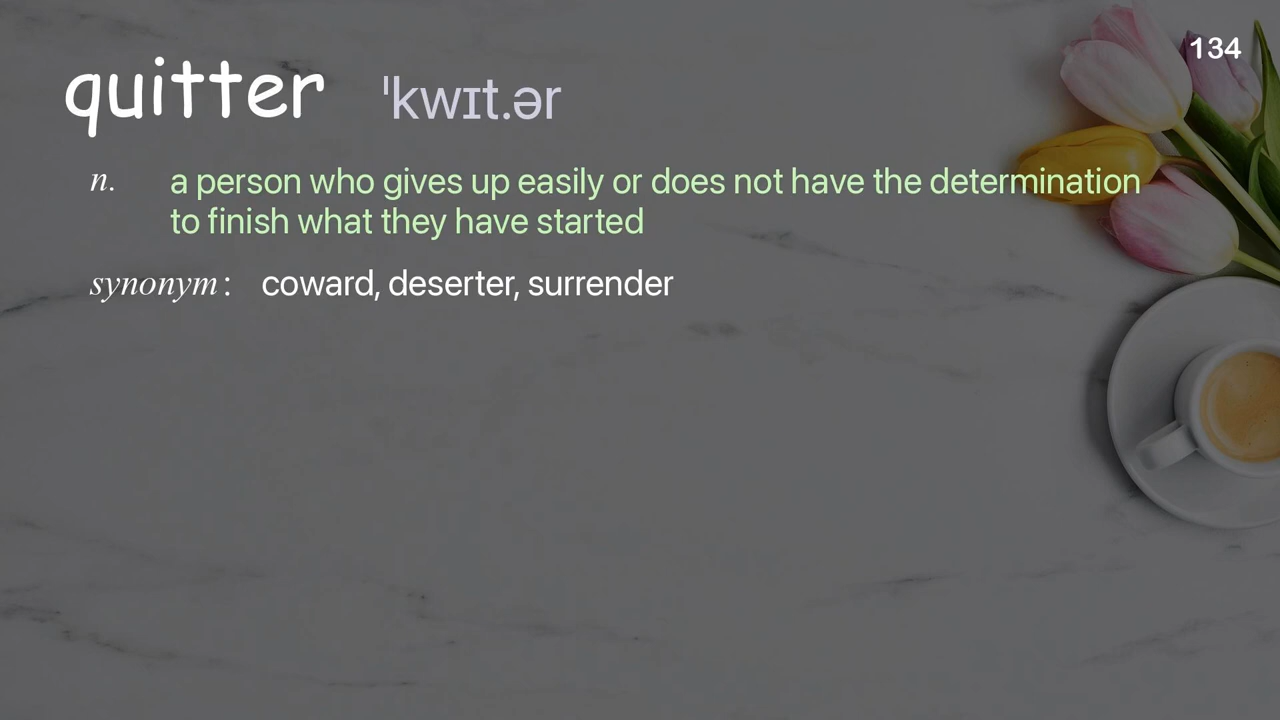 134
quitter ˈkwɪt.ər
n. a person who gives up easily or does not have the determination
to finish what they have started
synonym: coward, deserter, surrender